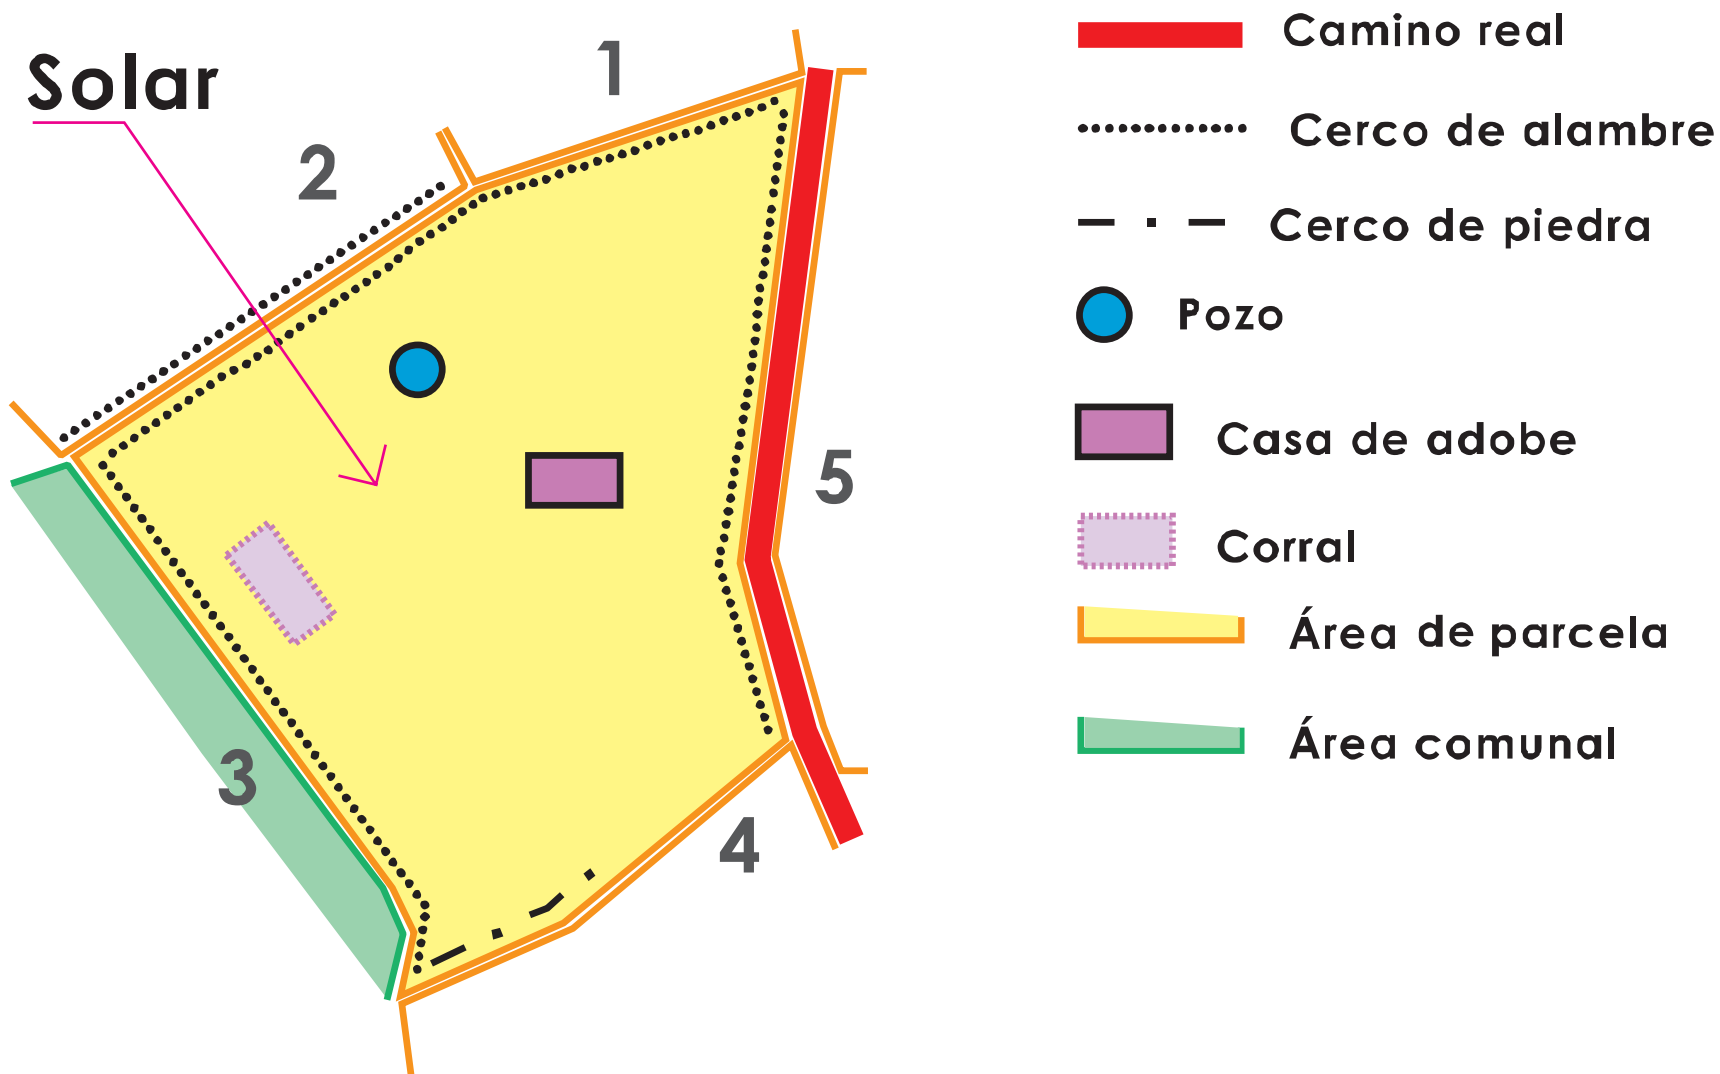 Solar
1
2
3
4
5
Camino real
Cerco de alambre
Cerco de piedra
Pozo
Casa de adobe
Corral
Área de parcela
Área comunal